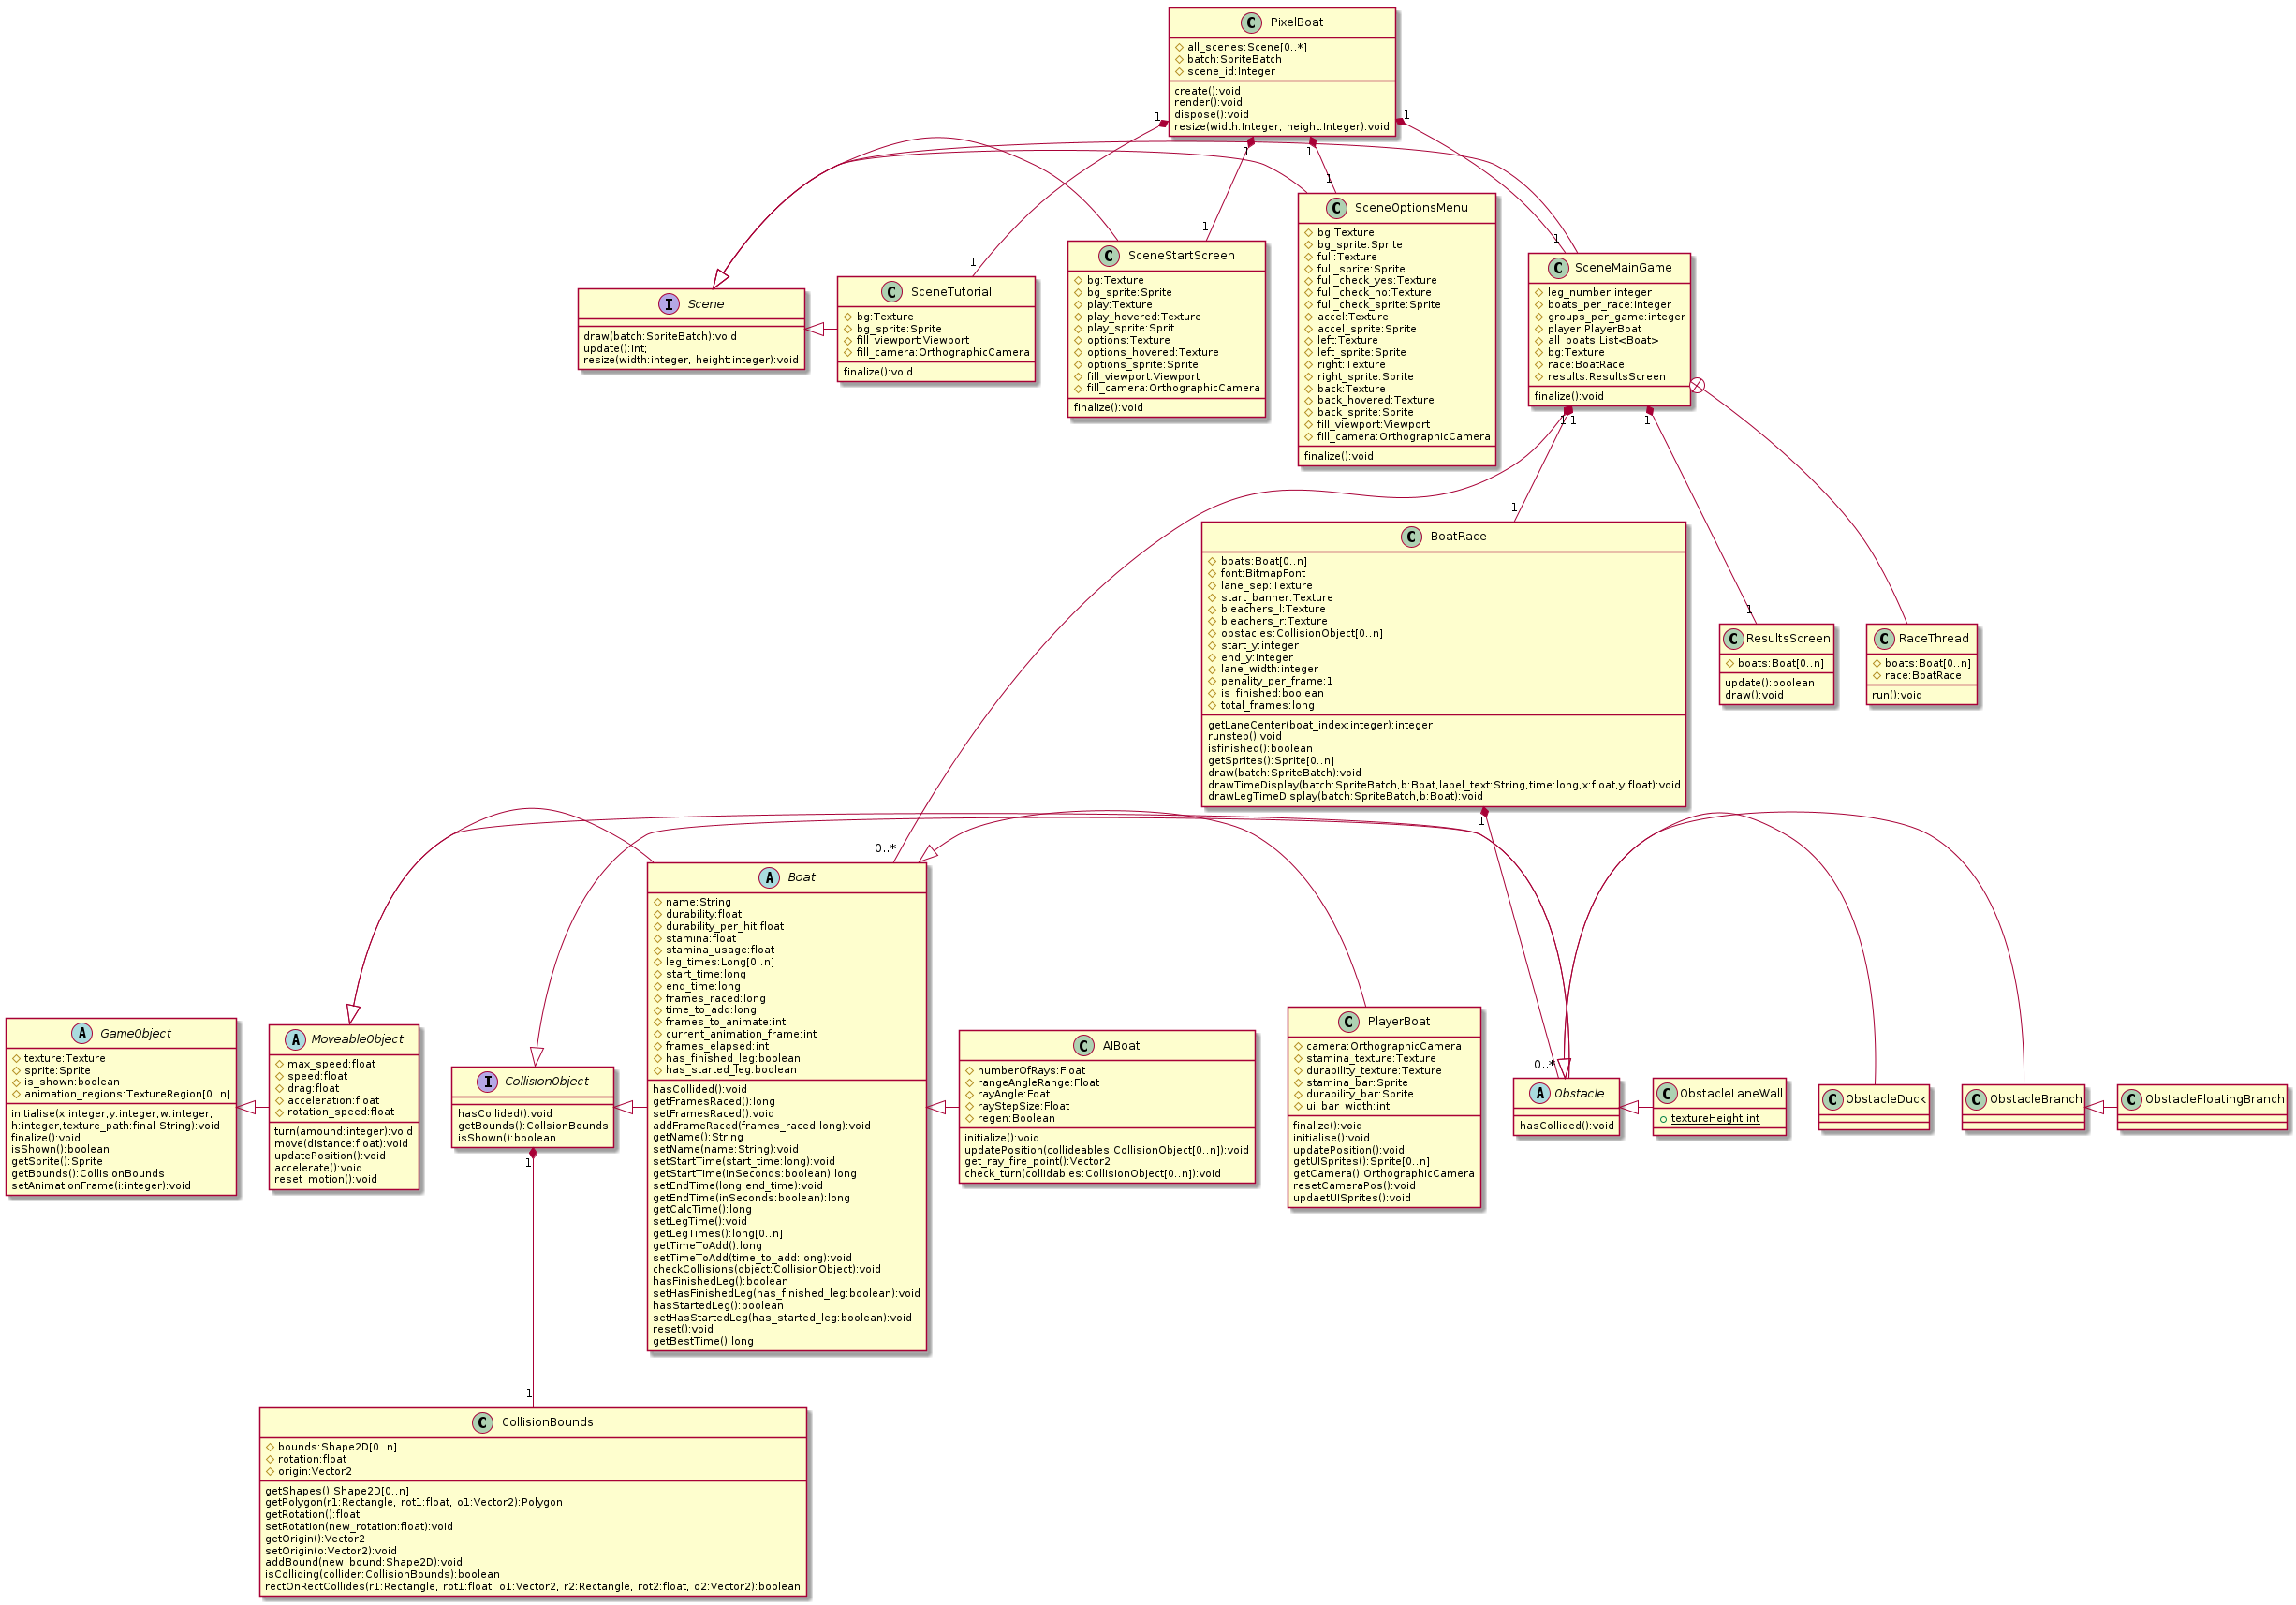 C PixelBoat
all_scenes:Scene[0..*]
batch:SpriteBatch
scene_id:Integer
create():void
render():void
dispose():void
resize(width:Integer, height:Integer):void
1
1
1
1
1
1
1
1
I Scene
draw(batch:SpriteBatch):void
update():int;
resize(width:integer, height:integer):void
C SceneTutorial
bg:Texture
bg_sprite:Sprite
fill_viewport:Viewport
fill_camera:OrthographicCamera
finalize():void
C SceneStartScreen
bg:Texture
bg_sprite:Sprite
play:Texture
play_hovered:Texture
play_sprite:Sprit
options:Texture
options_hovered:Texture
options_sprite:Sprite
fill_viewport:Viewport
fill_camera:OrthographicCamera
finalize():void
C SceneOptionsMenu
bg:Texture
bg_sprite:Sprite
full:Texture
full_sprite:Sprite
full_check_yes:Texture
full_check_no:Texture
full_check_sprite:Sprite
accel:Texture
accel_sprite:Sprite
left:Texture
left_sprite:Sprite
right:Texture
right_sprite:Sprite
back:Texture
back_hovered:Texture
back_sprite:Sprite
fill_viewport:Viewport
fill_camera:OrthographicCamera
finalize():void
C SceneMainGame
leg_number:integer
boats_per_race:integer
groups_per_game:integer
player:PlayerBoat
all_boats:List<Boat>
bg:Texture
race:BoatRace
results:ResultsScreen
finalize():void
1
1
1
1
1
0..*
C BoatRace
boats:Boat[0..n]
font:BitmapFont
lane_sep:Texture
start_banner:Texture
bleachers_l:Texture
bleachers_r:Texture
obstacles:CollisionObject[0..n]
start_y:integer
end_y:integer
lane_width:integer
penality_per_frame:1
is_finished:boolean
total_frames:long
getLaneCenter(boat_index:integer):integer
runstep():void
isfinished():boolean
getSprites():Sprite[0..n]
draw(batch:SpriteBatch):void
drawTimeDisplay(batch:SpriteBatch,b:Boat,label_text:String,time:long,x:float,y:float):void
drawLegTimeDisplay(batch:SpriteBatch,b:Boat):void
1
0..*
C ResultsScreen
boats:Boat[0..n]
update():boolean
draw():void
C RaceThread
boats:Boat[0..n]
race:BoatRace
run():void
A GameObject
texture:Texture
sprite:Sprite
is_shown:boolean
animation_regions:TextureRegion[0..n]
initialise(x:integer,y:integer,w:integer,
h:integer,texture_path:final String):void
finalize():void
isShown():boolean
getSprite():Sprite
getBounds():CollisionBounds
setAnimationFrame(i:integer):void
A MoveableObject
max_speed:float
speed:float
drag:float
acceleration:float
rotation_speed:float
turn(amound:integer):void
move(distance:float):void
updatePosition():void
accelerate():void
reset_motion():void
I CollisionObject
hasCollided():void
getBounds():CollsionBounds
isShown():boolean
1
1
A Boat
name:String
durability:float
durability_per_hit:float
stamina:float
stamina_usage:float
leg_times:Long[0..n]
start_time:long
end_time:long
frames_raced:long
time_to_add:long
frames_to_animate:int
current_animation_frame:int
frames_elapsed:int
has_finished_leg:boolean
has_started_leg:boolean
hasCollided():void
getFramesRaced():long
setFramesRaced():void
addFrameRaced(frames_raced:long):void
getName():String
setName(name:String):void
setStartTime(start_time:long):void
getStartTime(inSeconds:boolean):long
setEndTime(long end_time):void
getEndTime(inSeconds:boolean):long
getCalcTime():long
setLegTime():void
getLegTimes():long[0..n]
getTimeToAdd():long
setTimeToAdd(time_to_add:long):void
checkCollisions(object:CollisionObject):void
hasFinishedLeg():boolean
setHasFinishedLeg(has_finished_leg:boolean):void
hasStartedLeg():boolean
setHasStartedLeg(has_started_leg:boolean):void
reset():void
getBestTime():long
C AIBoat
numberOfRays:Float
rangeAngleRange:Float
rayAngle:Foat
rayStepSize:Float
regen:Boolean
initialize():void
updatePosition(collideables:CollisionObject[0..n]):void
get_ray_fire_point():Vector2
check_turn(collidables:CollisionObject[0..n]):void
C PlayerBoat
camera:OrthographicCamera
stamina_texture:Texture
durability_texture:Texture
stamina_bar:Sprite
durability_bar:Sprite
ui_bar_width:int
finalize():void
initialise():void
updatePosition():void
getUISprites():Sprite[0..n]
getCamera():OrthographicCamera
resetCameraPos():void
updaetUISprites():void
A Obstacle
hasCollided():void
C ObstacleLaneWall
textureHeight:int
C ObstacleDuck
C ObstacleBranch
C ObstacleFloatingBranch
C CollisionBounds
bounds:Shape2D[0..n]
rotation:float
origin:Vector2
getShapes():Shape2D[0..n]
getPolygon(r1:Rectangle, rot1:float, o1:Vector2):Polygon
getRotation():float
setRotation(new_rotation:float):void
getOrigin():Vector2
setOrigin(o:Vector2):void
addBound(new_bound:Shape2D):void
isColliding(collider:CollisionBounds):boolean
rectOnRectCollides(r1:Rectangle, rot1:float, o1:Vector2, r2:Rectangle, rot2:float, o2:Vector2):boolean